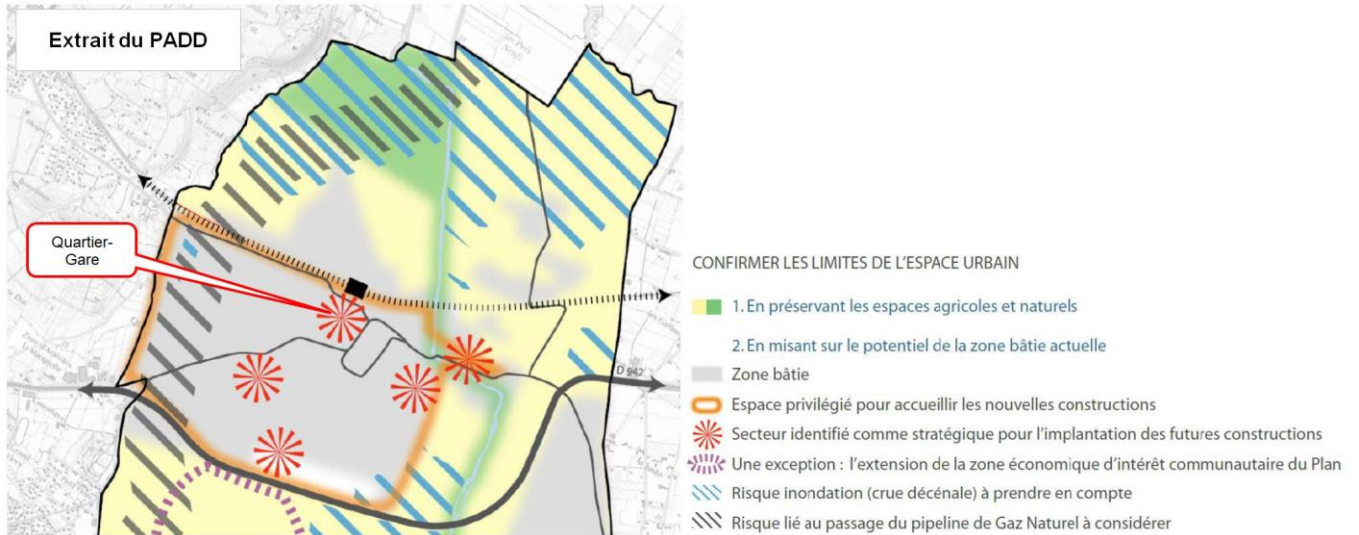 Extrait du PADD
Quartier-
Gare
D 942
CONFIRMER LES LIMITES DE L'ESPACE URBAIN
1. En préservant les espaces agricoles et naturels
2. En misant sur le potentiel de la zone bâtie actuelle
Zone bâtie
Espace privilégié pour accueillir les nouvelles constructions
Secteur identifié comme stratégique pour l'implantation des futures constructions
Une exception : l'extension de la zone économique d'intérêt communautaire du Plan
Risque inondation (crue décénale) à prendre en compte
Risque lié au passage du pipeline de Gaz Naturel à considérer